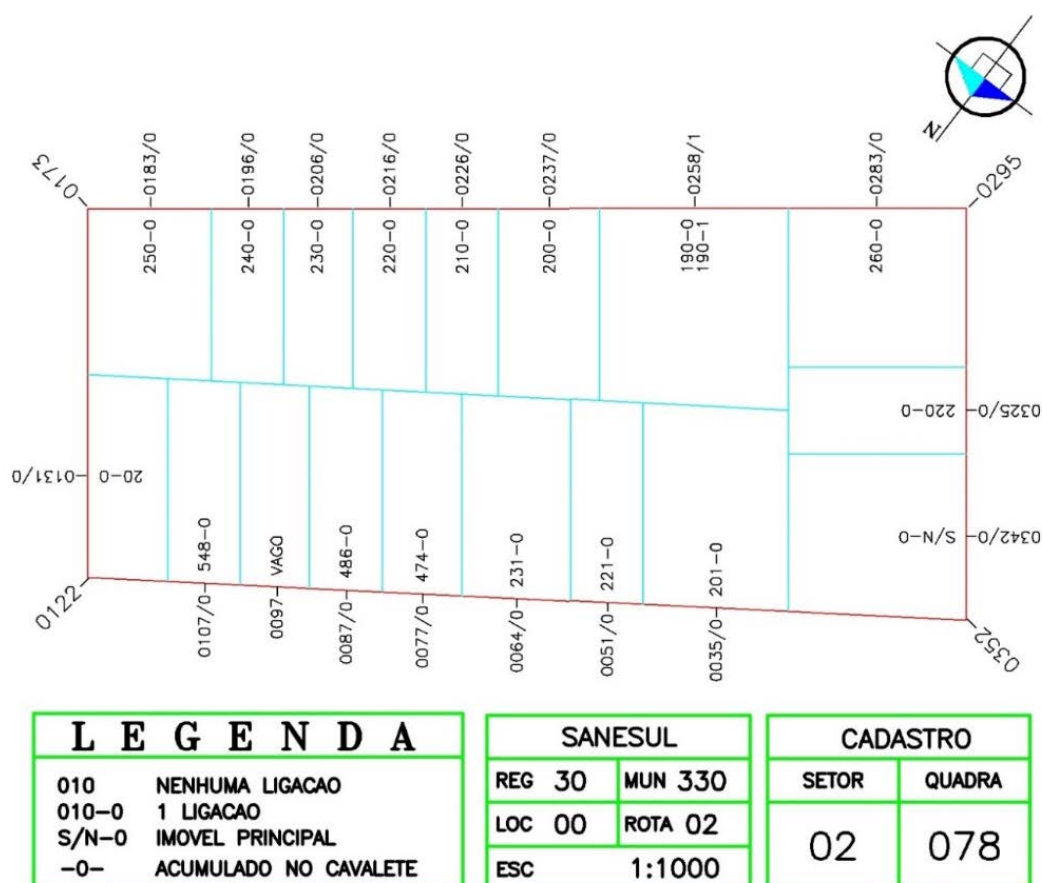 N
-0173
-0183/0
-0196/0
-0206/0
-0216/0
-0226/0
-0237/0
-0258/1
-0283/0
-0295
250-0
240-0
230-0
220-0
210-0
200-0
190-0
190-1
260-0
220-0
0325/0
S/N-0
0342/0
0131/0
20-0
548-0
VAGO
486-0
474-0
231-0
221-0
201-0
0122
0107/0
0097
0087/0
0077/0
0064/0
0051/0
0035/0
0352
LEGENDA
010 NENHUMA LIGACAO
010-0 1 LIGACAO
S/N-0 IMOVEL PRINCIPAL
-0- ACUMULADO NO CAVALETE
SANESUL
REG 30 MUN 330
LOC 00 ROTA 02
ESC 1:1000
CADASTRO
SETOR QUADRA
02 078